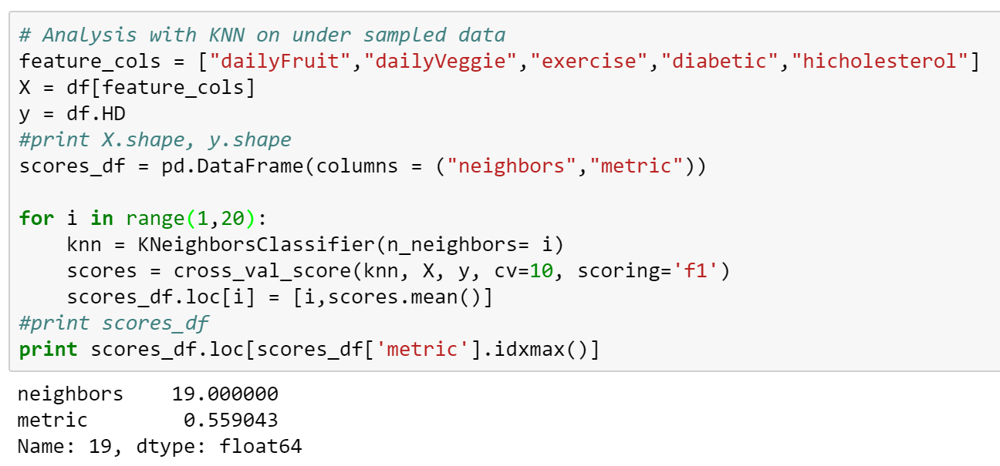 # Analysis with KNN on under sampled data
feature_cols = ["dailyFruit","dailyVeggie","exercise","diabetic","hicholesterol"]
X = df[feature_cols]
y = df.HD
#print X.shape, y.shape
scores_df = pd.DataFrame(columns = ("neighbors","metric"))

for i in range(1,20):
    knn = KNeighborsClassifier(n_neighbors= i)
    scores = cross_val_score(knn, X, y, cv=10, scoring='f1')
    scores_df.loc[i] = [i,scores.mean()]
#print scores_df
print scores_df.loc[scores_df['metric'].idxmax()]
neighbors    19.000000
metric        0.559043
Name: 19, dtype: float64